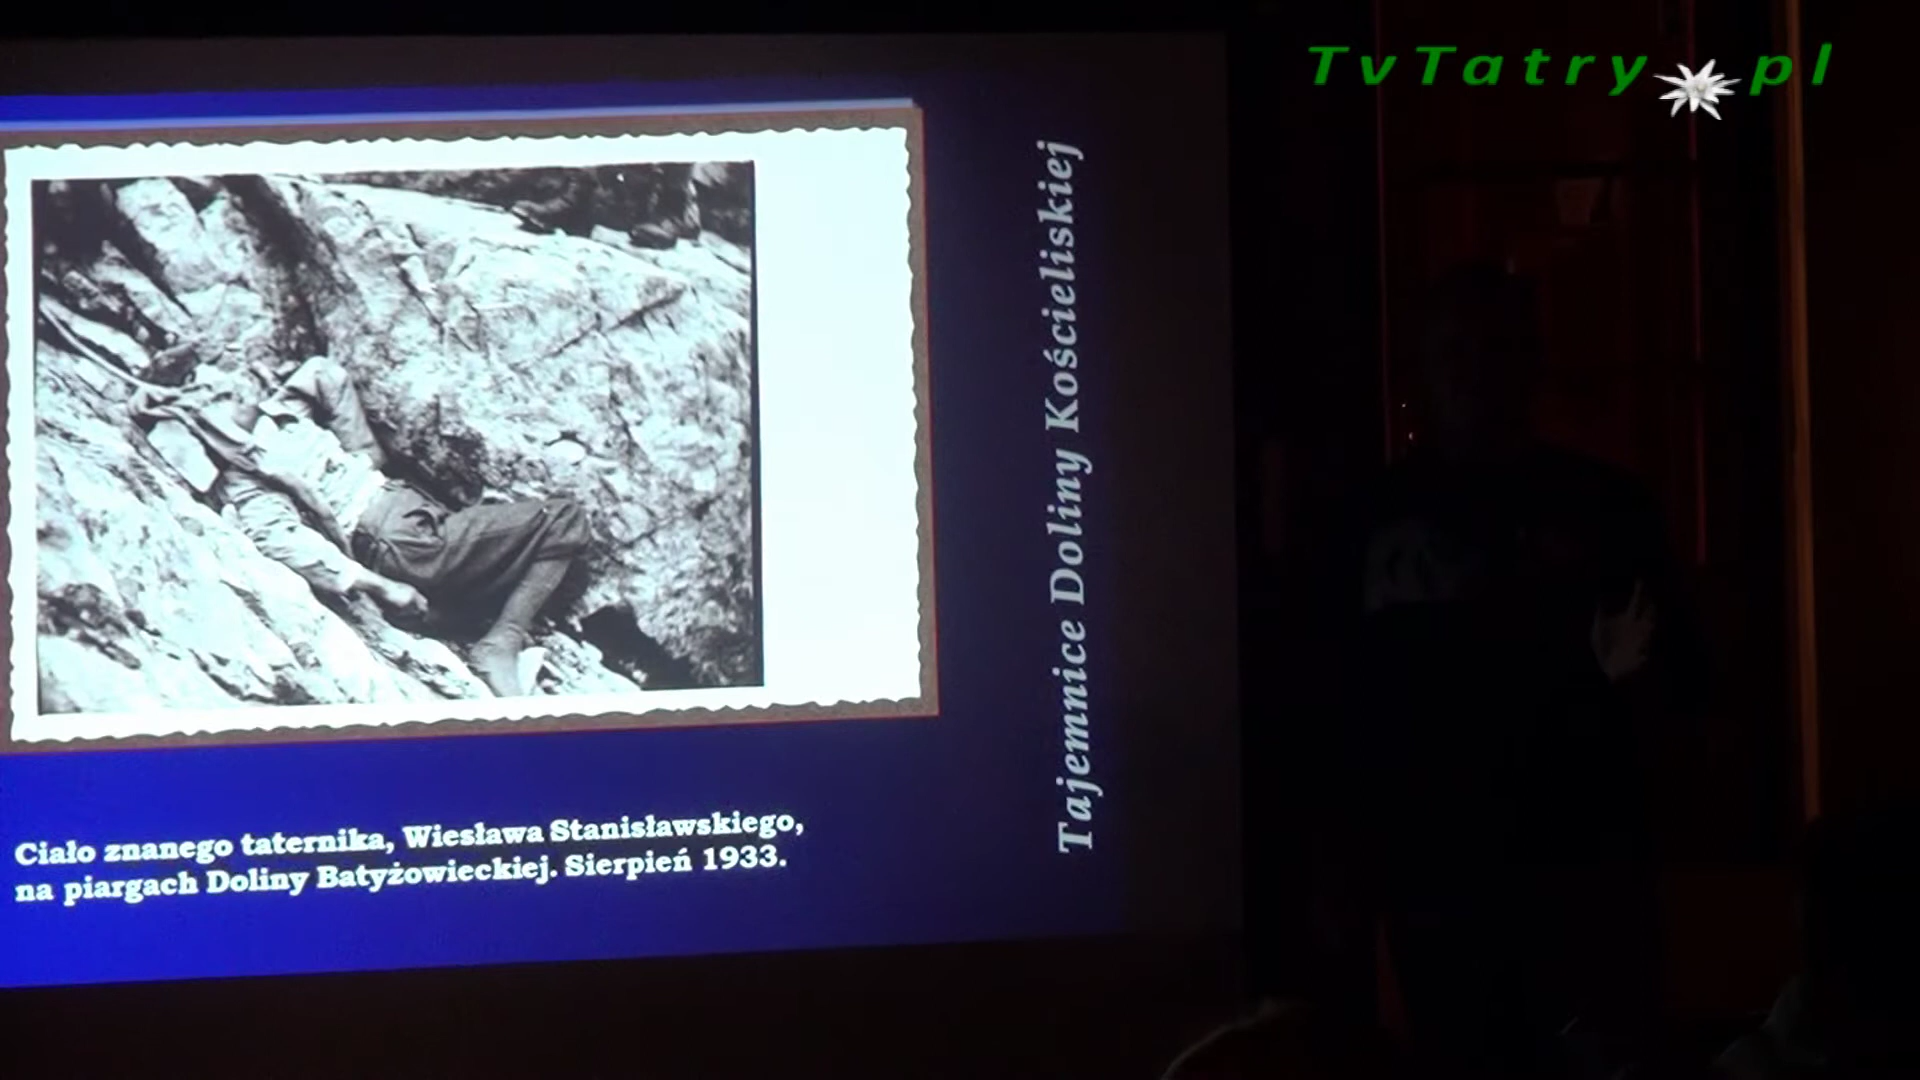 TvTatry.pl
Tajemnice Doliny Kościeliskiej
Ciało znanego taternika, Wiesława Stanisławskiego,
na piargach Doliny Batyżowieckiej. Sierpień 1933.